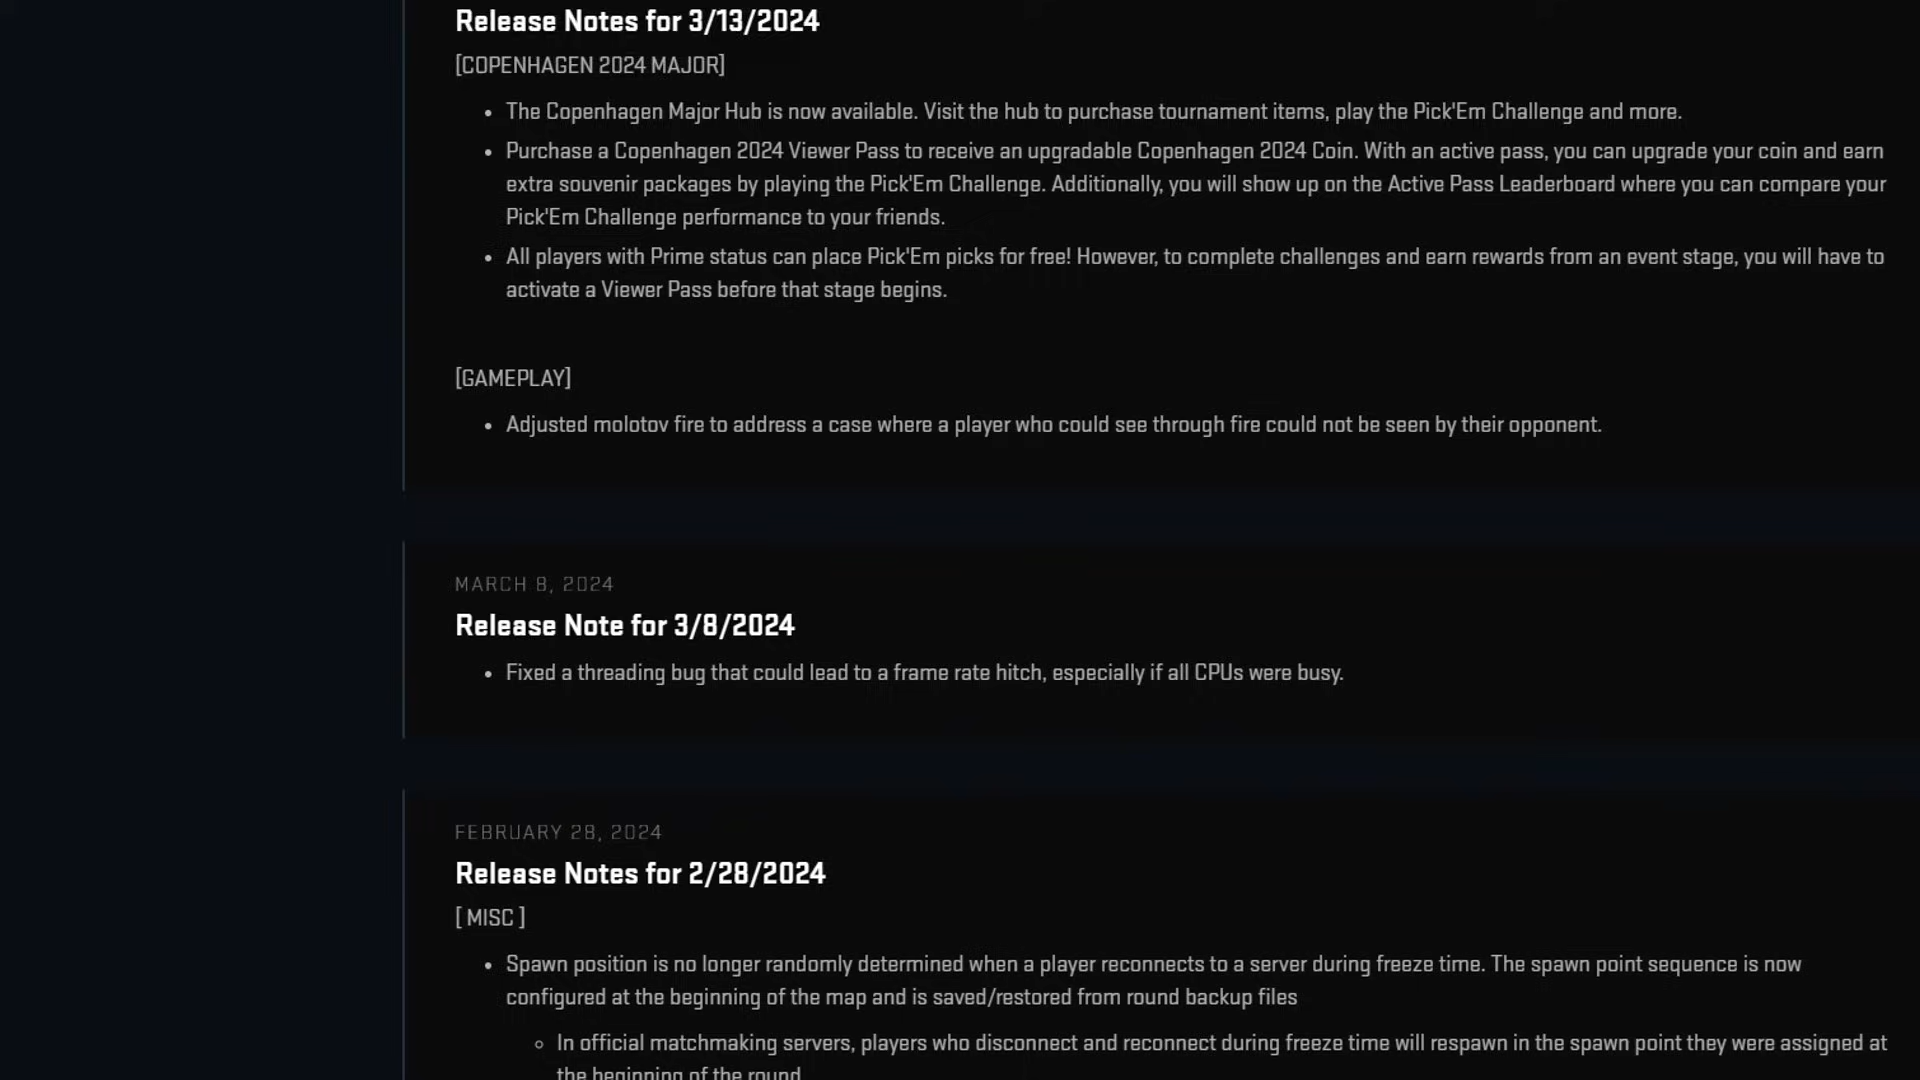 Release Notes for 3/13/2024
[COPENHAGEN 2024 MAJOR]
• The Copenhagen Major Hub is now available. Visit the hub to purchase tournament items, play the Pick'Em Challenge and more.
• Purchase a Copenhagen 2024 Viewer Pass to receive an upgradable Copenhagen 2024 Coin. With an active pass, you can upgrade your coin and earn
extra souvenir packages by playing the Pick'Em Challenge. Additionally, you will show up on the Active Pass Leaderboard where you can compare your
Pick'Em Challenge performance to your friends.
• All players with Prime status can place Pick'Em picks for free! However, to complete challenges and earn rewards from an event stage, you will have to
activate a Viewer Pass before that stage begins.
[GAMEPLAY]
• Adjusted molotov fire to address a case where a player who could see through fire could not be seen by their opponent.
MARCH 8, 2024
Release Note for 3/8/2024
• Fixed a threading bug that could lead to a frame rate hitch, especially if all CPUs were busy.
FEBRUARY 28, 2024
Release Notes for 2/28/2024
[ MISC ]
• Spawn position is no longer randomly determined when a player reconnects to a server during freeze time. The spawn point sequence is now
configured at the beginning of the map and is saved/restored from round backup files
◦ In official matchmaking servers, players who disconnect and reconnect during freeze time will respawn in the spawn point they were assigned at
the beginning of the round